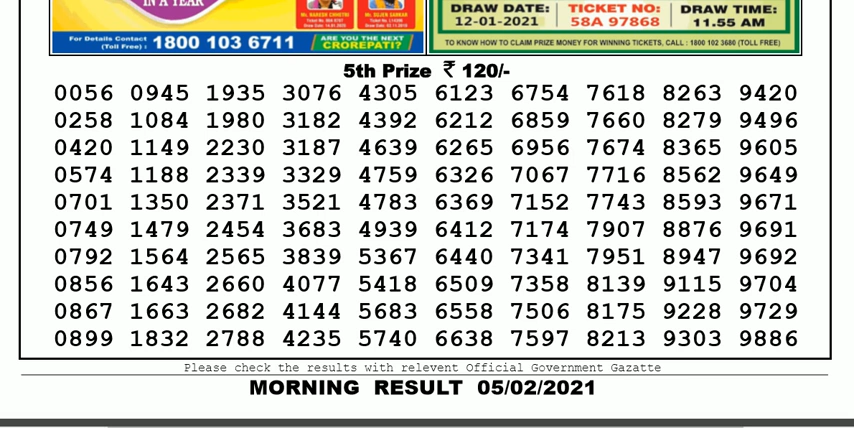 IN A YEAR
For Details Contact (Toll Free) : 1800 103 6711
ARE YOU THE NEXT CROREPATI?
DRAW DATE: 12-01-2021
TICKET NO: 58A 97868
DRAW TIME: 11.55 AM
TO KNOW HOW TO CLAIM PRIZE MONEY FOR WINNING TICKETS, CALL : 1800 102 3680 (TOLL FREE)
5th Prize ₹ 120/-
0056 0945 1935 3076 4305 6123 6754 7618 8263 9420
0258 1084 1980 3182 4392 6212 6859 7660 8279 9496
0420 1149 2230 3187 4639 6265 6956 7674 8365 9605
0574 1188 2339 3329 4759 6326 7067 7716 8562 9649
0701 1350 2371 3521 4783 6369 7152 7743 8593 9671
0749 1479 2454 3683 4939 6412 7174 7907 8876 9691
0792 1564 2565 3839 5367 6440 7341 7951 8947 9692
0856 1643 2660 4077 5418 6509 7358 8139 9115 9704
0867 1663 2682 4144 5683 6558 7506 8175 9228 9729
0899 1832 2788 4235 5740 6638 7597 8213 9303 9886
Please check the results with relevent Official Government Gazatte
MORNING RESULT 05/02/2021